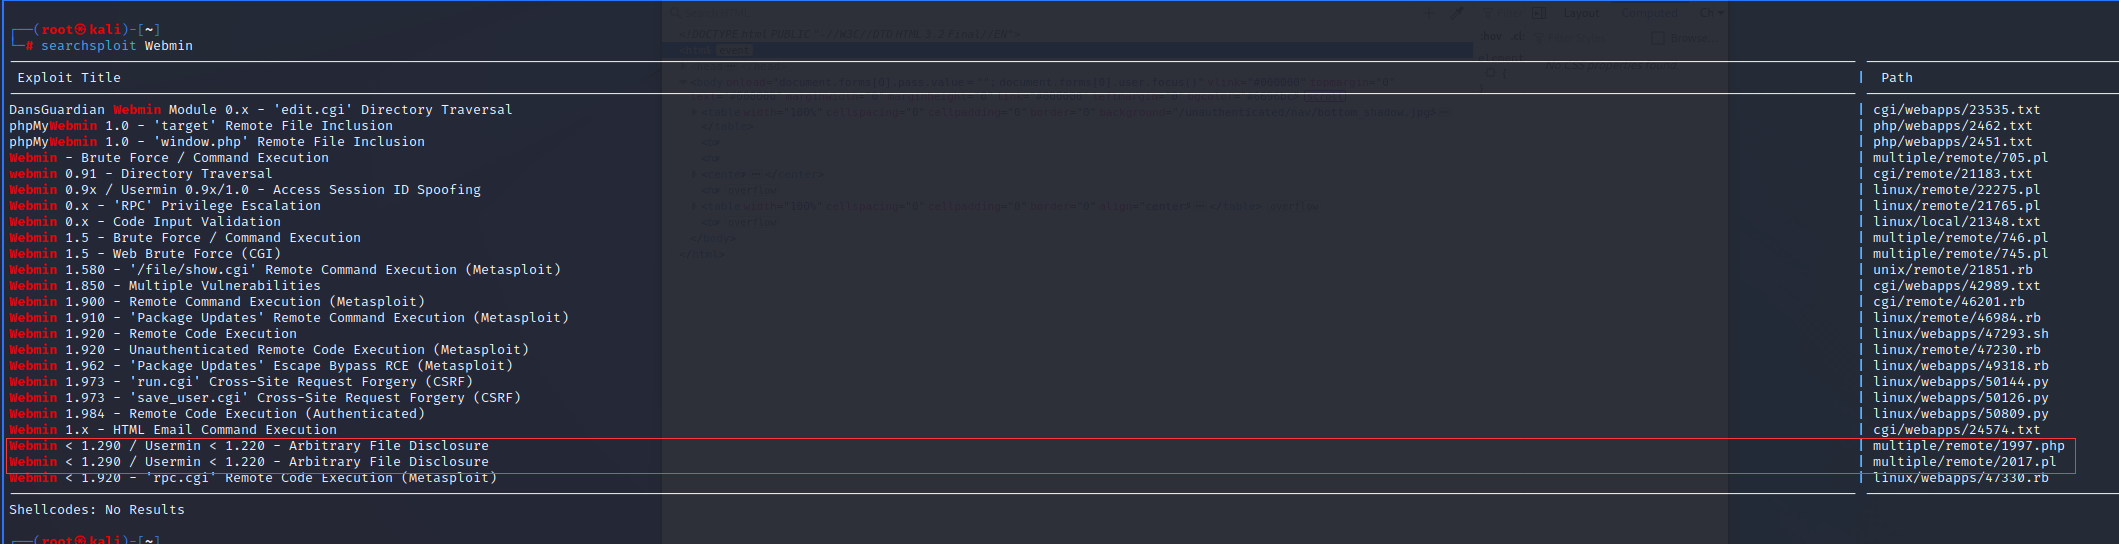 ┌──(root㉿kali)-[~]
└─# searchsploit Webmin
Exploit Title | Path
DansGuardian Webmin Module 0.x - 'edit.cgi' Directory Traversal | cgi/webapps/23535.txt
phpMyWebmin 1.0 - 'target' Remote File Inclusion | php/webapps/2462.txt
phpMyWebmin 1.0 - 'window.php' Remote File Inclusion | php/webapps/2451.txt
Webmin - Brute Force / Command Execution | multiple/remote/705.pl
webmin 0.91 - Directory Traversal | cgi/remote/21183.txt
Webmin 0.9x / Usermin 0.9x/1.0 - Access Session ID Spoofing | linux/remote/22275.pl
Webmin 0.x - 'RPC' Privilege Escalation | linux/remote/21765.pl
Webmin 0.x - Code Input Validation | linux/local/21348.txt
Webmin 1.5 - Brute Force / Command Execution | multiple/remote/746.pl
Webmin 1.5 - Web Brute Force (CGI) | multiple/remote/745.pl
Webmin 1.580 - '/file/show.cgi' Remote Command Execution (Metasploit) | unix/remote/21851.rb
Webmin 1.850 - Multiple Vulnerabilities | cgi/webapps/42989.txt
Webmin 1.900 - Remote Command Execution (Metasploit) | cgi/remote/46201.rb
Webmin 1.910 - 'Package Updates' Remote Command Execution (Metasploit) | linux/remote/46984.rb
Webmin 1.920 - Remote Code Execution | linux/webapps/47293.sh
Webmin 1.920 - Unauthenticated Remote Code Execution (Metasploit) | linux/remote/47230.rb
Webmin 1.962 - 'Package Updates' Escape Bypass RCE (Metasploit) | linux/webapps/49318.rb
Webmin 1.973 - 'run.cgi' Cross-Site Request Forgery (CSRF) | linux/webapps/50144.py
Webmin 1.973 - 'save_user.cgi' Cross-Site Request Forgery (CSRF) | linux/webapps/50126.py
Webmin 1.984 - Remote Code Execution (Authenticated) | linux/webapps/50809.py
Webmin 1.x - HTML Email Command Execution | cgi/webapps/24574.txt
Webmin < 1.290 / Usermin < 1.220 - Arbitrary File Disclosure | multiple/remote/1997.php
Webmin < 1.290 / Usermin < 1.220 - Arbitrary File Disclosure | multiple/remote/2017.pl
Webmin < 1.920 - 'rpc.cgi' Remote Code Execution (Metasploit) | linux/webapps/47330.rb
Shellcodes: No Results
┌──(root㉿kali)-[~]